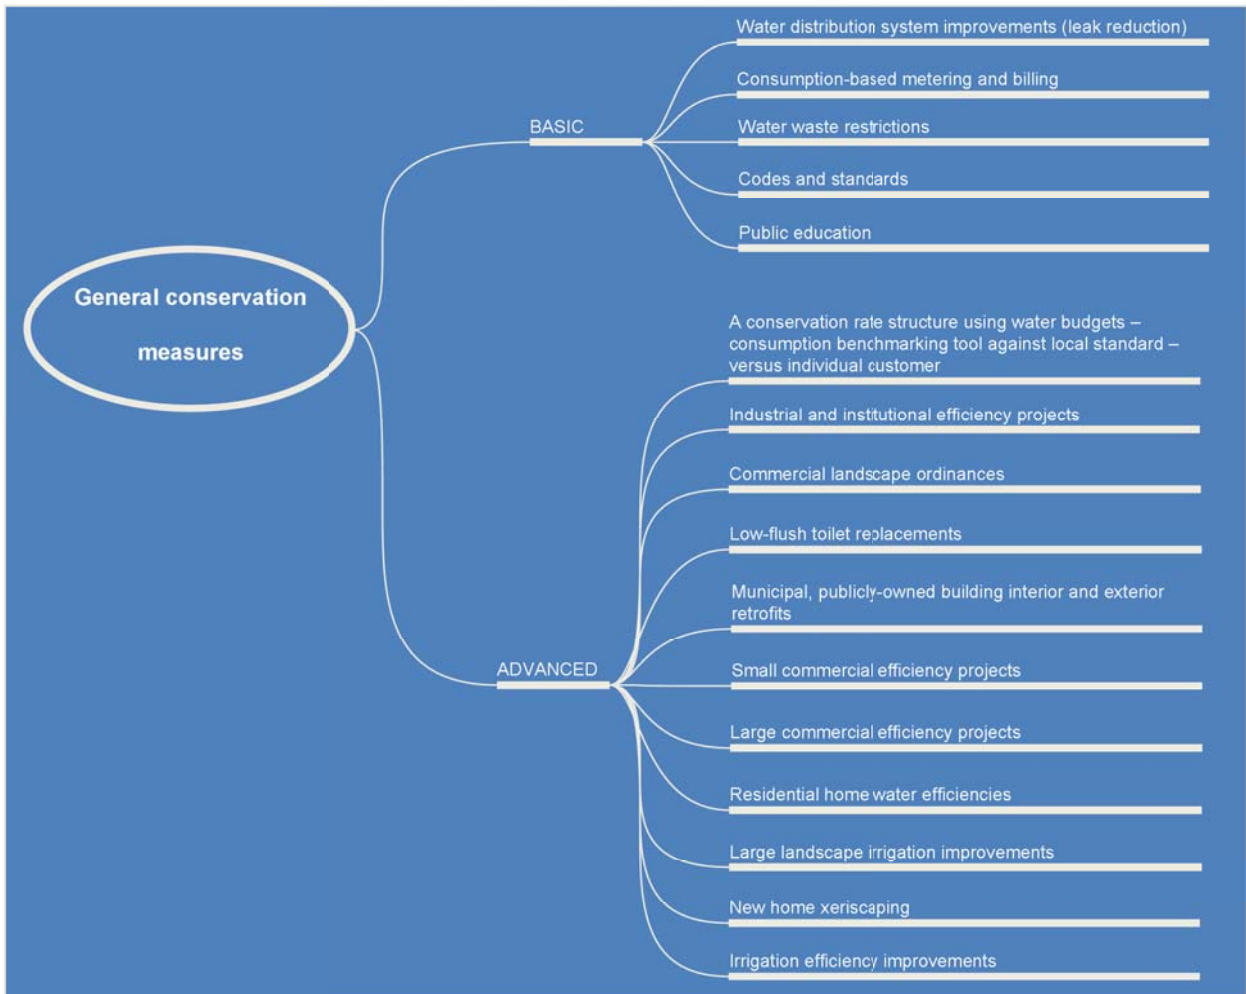 General conservation
measures
BASIC
Water distribution system improvements (leak reduction)
Consumption-based metering and billing
Water waste restrictions
Codes and standards
Public education
ADVANCED
A conservation rate structure using water budgets –
consumption benchmarking tool against local standard –
versus individual customer
Industrial and institutional efficiency projects
Commercial landscape ordinances
Low-flush toilet replacements
Municipal, publicly-owned building interior and exterior
retrofits
Small commercial efficiency projects
Large commercial efficiency projects
Residential home water efficiencies
Large landscape irrigation improvements
New home xeriscaping
Irrigation efficiency improvements